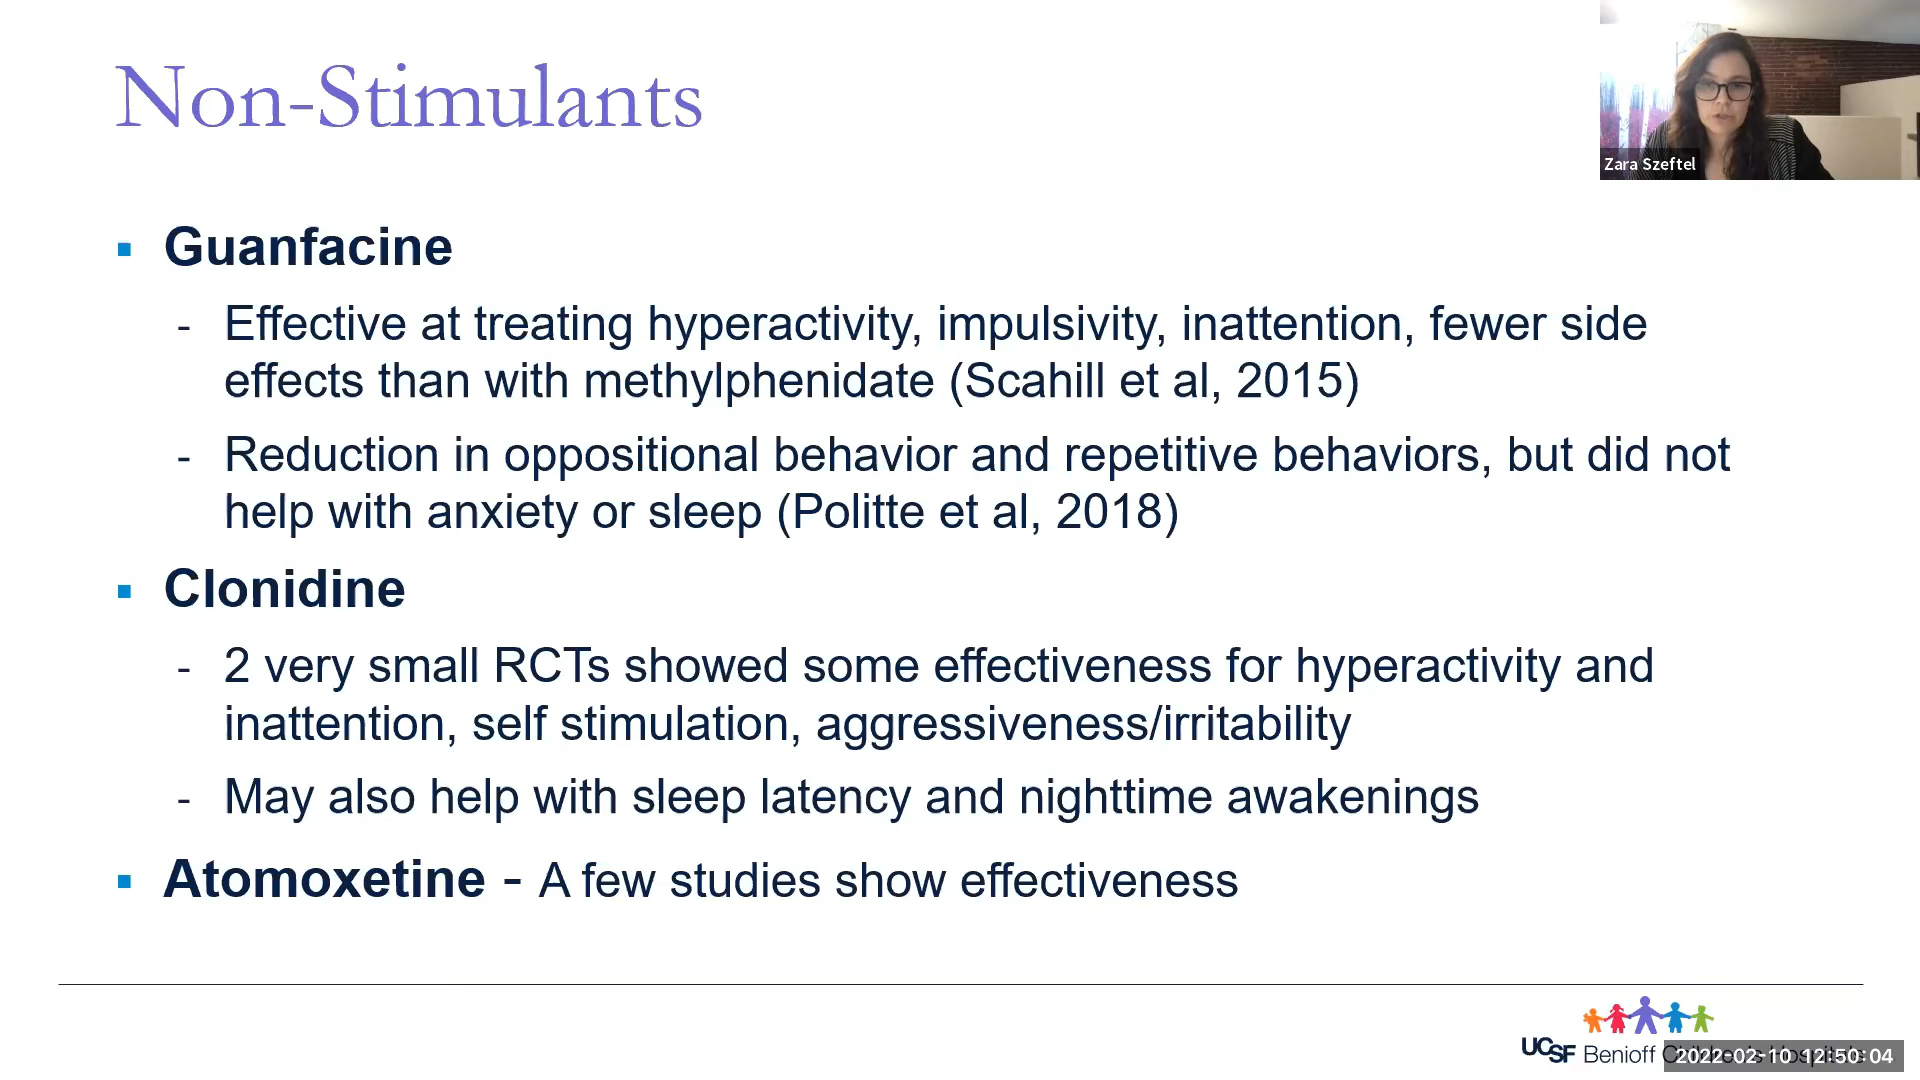 Non-Stimulants
Zara Szeftel
▪ Guanfacine
- Effective at treating hyperactivity, impulsivity, inattention, fewer side
effects than with methylphenidate (Scahill et al, 2015)
- Reduction in oppositional behavior and repetitive behaviors, but did not
help with anxiety or sleep (Politte et al, 2018)
▪ Clonidine
- 2 very small RCTs showed some effectiveness for hyperactivity and
inattention, self stimulation, aggressiveness/irritability
- May also help with sleep latency and nighttime awakenings
▪ Atomoxetine - A few studies show effectiveness
UCSF Benioff Children's Hospitals
2022-02-10 12:50:04